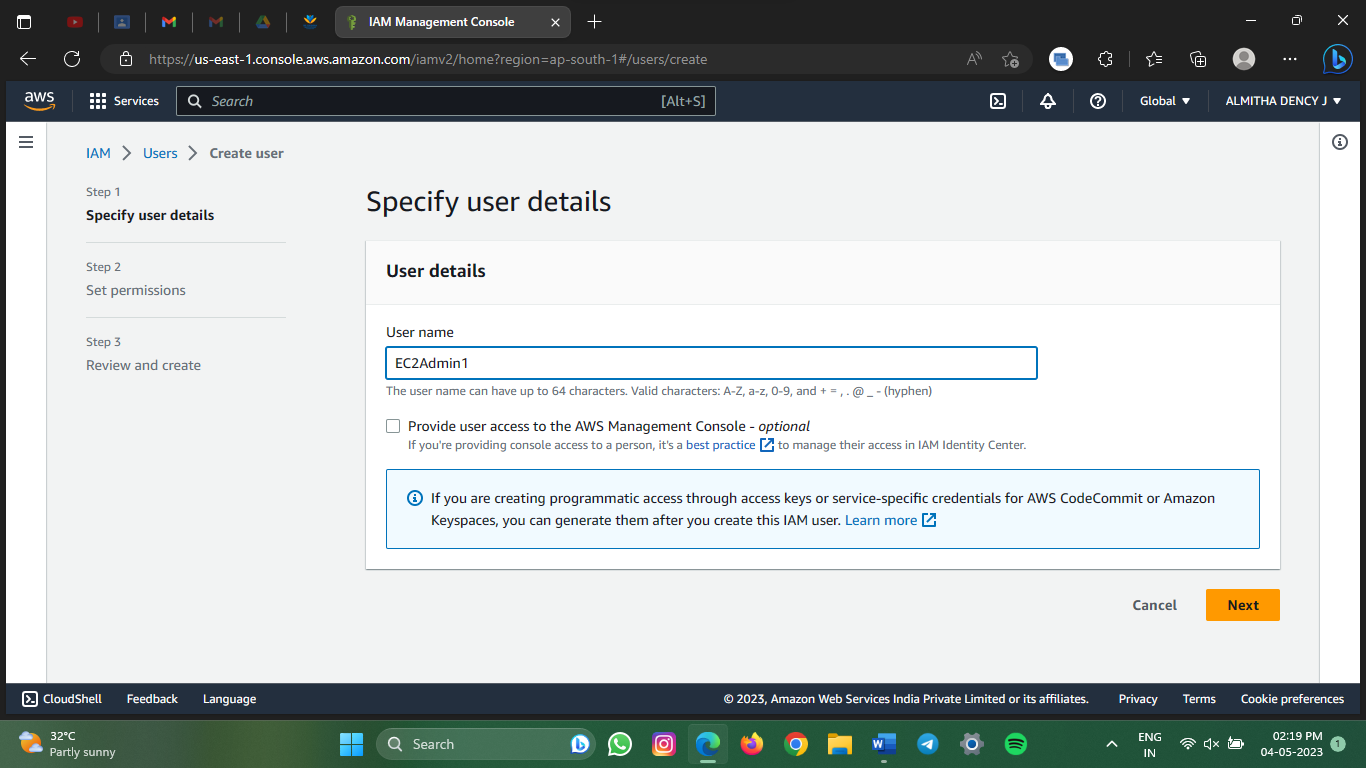 IAM Management Console
https://us-east-1.console.aws.amazon.com/iamv2/home?region=ap-south-1#/users/create
aws
Services
Search
[Alt+S]
Global
ALMITHA DENCY J
IAM
Users
Create user
Step 1
Specify user details
Step 2
Set permissions
Step 3
Review and create
Specify user details
User details
User name
EC2Admin1
The user name can have up to 64 characters. Valid characters: A-Z, a-z, 0-9, and + = , . @ _ - (hyphen)
Provide user access to the AWS Management Console - optional
If you're providing console access to a person, it's a best practice to manage their access in IAM Identity Center.
If you are creating programmatic access through access keys or service-specific credentials for AWS CodeCommit or Amazon
Keyspaces, you can generate them after you create this IAM user. Learn more
Cancel
Next
CloudShell
Feedback
Language
© 2023, Amazon Web Services India Private Limited or its affiliates.
Privacy
Terms
Cookie preferences
32°C
Partly sunny
Search
ENG
IN
02:19 PM
04-05-2023
1